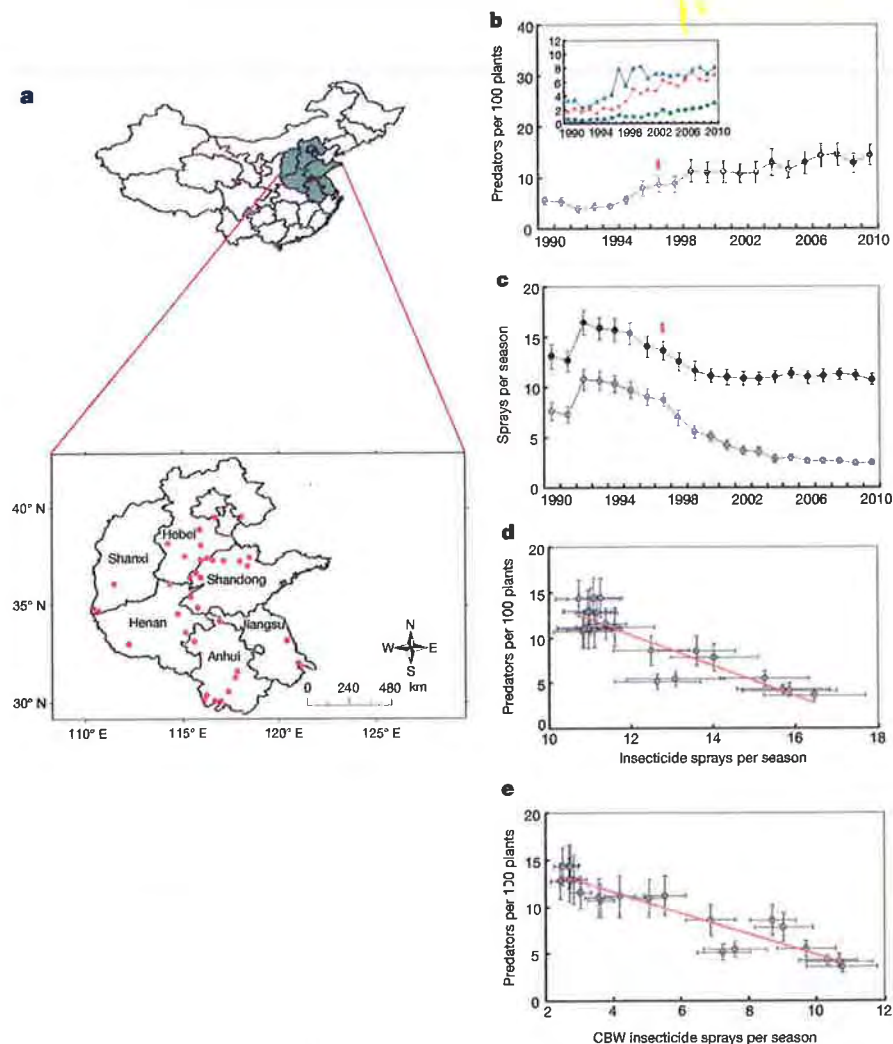 a
40° N
35° N
30° N
110° E
115° E
120° E
125° E
Hebei
Shanxi
Shandong
Henan
Jiangsu
Anhui
N
W
E
S
0 240 480
km
b
Predators per 100 plants
40
30
20
10
0
12
10
8
6
4
2
0
1990 1994 1998 2002 2006 2010
1990 1994 1998 2002 2006 2010
c
Sprays per season
20
15
10
5
0
1990 1994 1998 2002 2006 2010
d
Predators per 100 plants
20
15
10
5
0
10 12 14 16 18
Insecticide sprays per season
e
Predators per 100 plants
20
15
10
5
0
2 4 6 8 10 12
CBW insecticide sprays per season